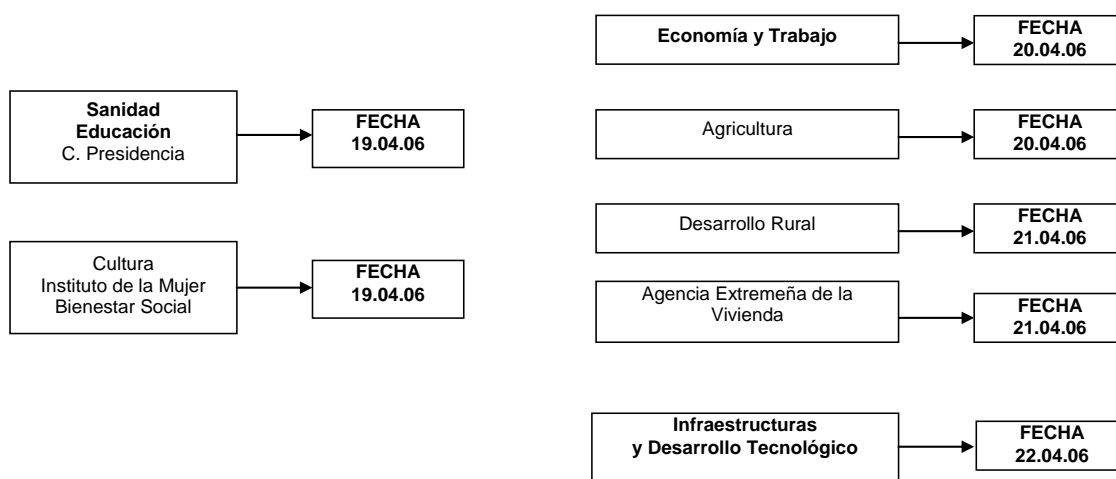 Sanidad
Educación
C. Presidencia
FECHA
19.04.06
Cultura
Instituto de la Mujer
Bienestar Social
FECHA
19.04.06
Economía y Trabajo
FECHA
20.04.06
Agricultura
FECHA
20.04.06
Desarrollo Rural
FECHA
21.04.06
Agencia Extremeña de la
Vivienda
FECHA
21.04.06
Infraestructuras
y Desarrollo Tecnológico
FECHA
22.04.06